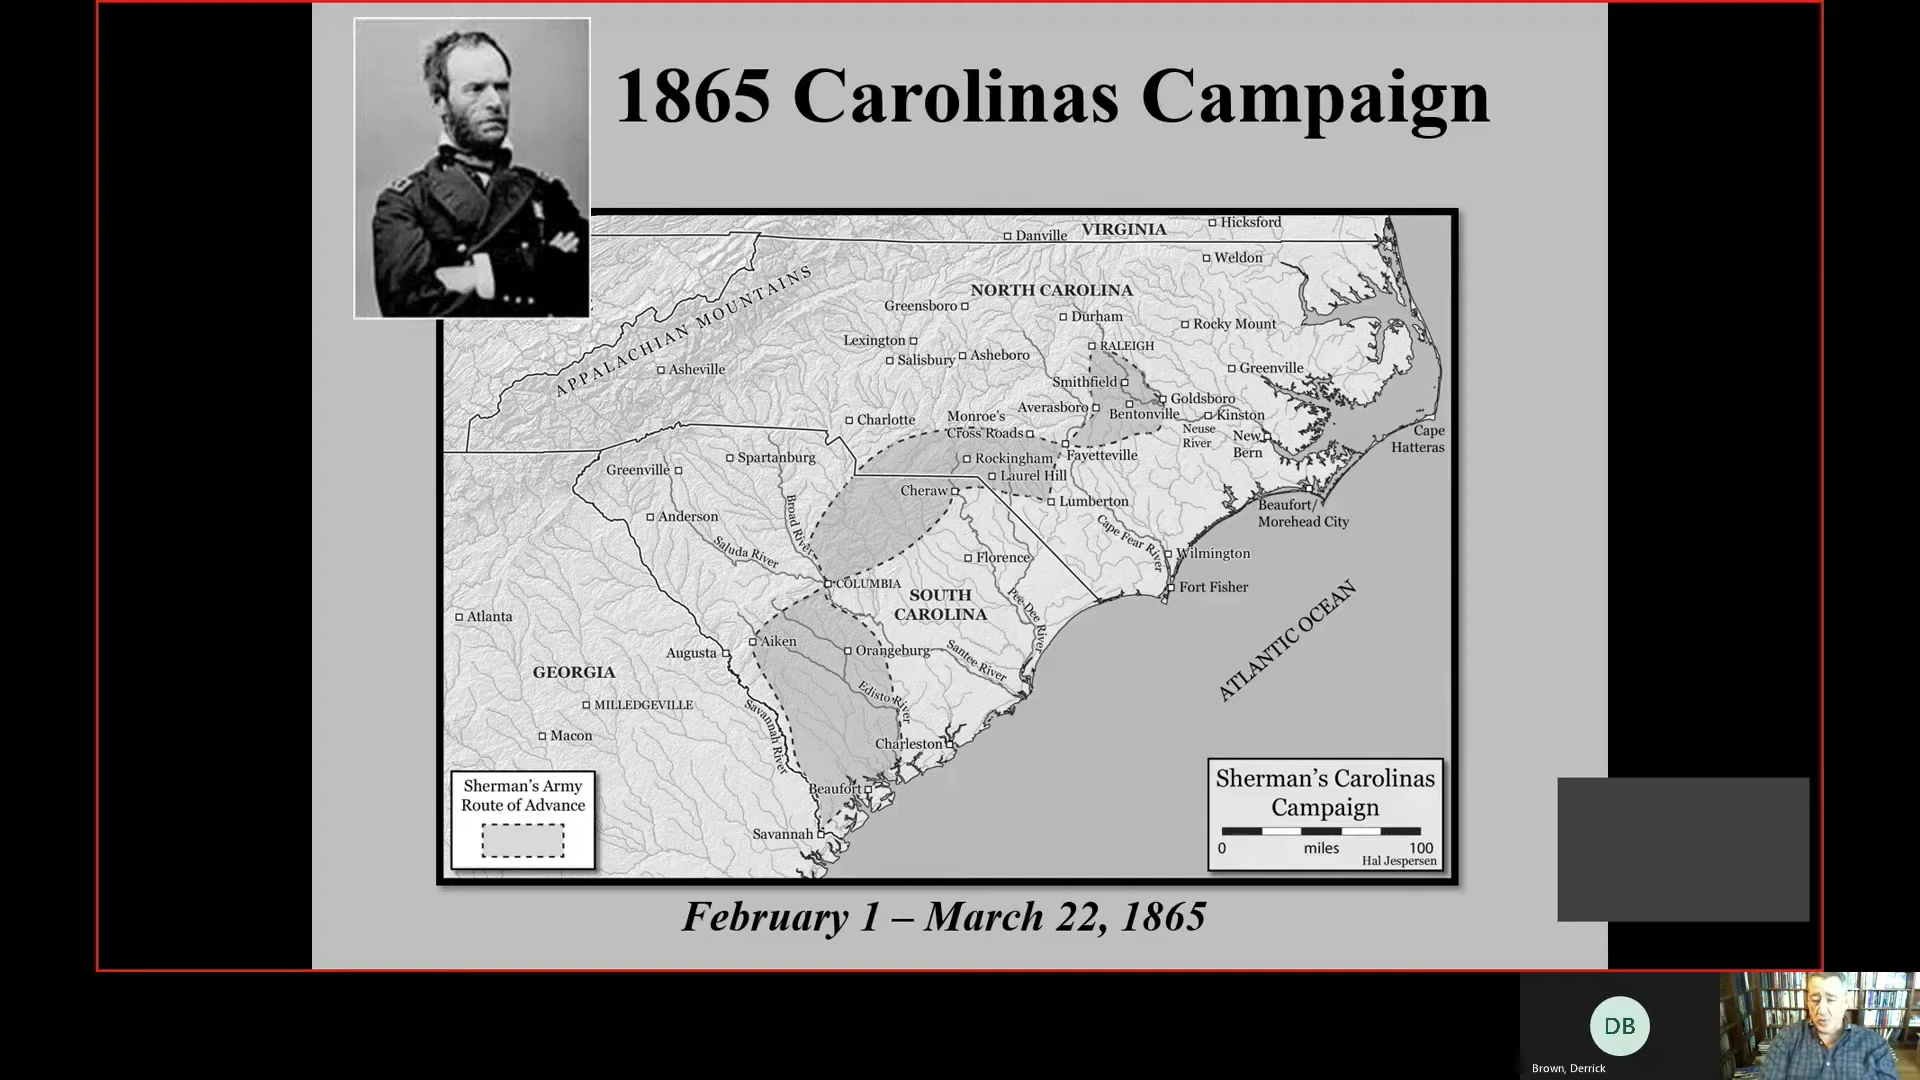 1865 Carolinas Campaign
Hicksford
Danville
VIRGINIA
Weldon
APPALACHIAN MOUNTAINS
NORTH CAROLINA
Greensboro
Durham
Rocky Mount
Lexington
RALEIGH
Salisbury
Asheboro
Asheville
Greenville
Smithfield
Goldsboro
Averasboro
Bentonville
Kinston
Charlotte
Monroe's
Cross Roads
Neuse
River
New
Bern
Cape
Hatteras
Fayetteville
Spartanburg
Rockingham
Greenville
Laurel Hill
Cheraw
Lumberton
Beaufort/
Morehead City
Anderson
Broad River
Saluda River
Cape Fear River
Wilmington
Florence
COLUMBIA
Fort Fisher
SOUTH
CAROLINA
Pee Dee River
ATLANTIC OCEAN
Atlanta
Aiken
Augusta
Orangeburg
Santee River
GEORGIA
Edisto River
MILLEDGEVILLE
Savannah River
Macon
Charleston
Beaufort
Savannah
Sherman's Army
Route of Advance
Sherman's Carolinas
Campaign
0 miles 100
Hal Jespersen
February 1 – March 22, 1865
DB
Brown, Derrick